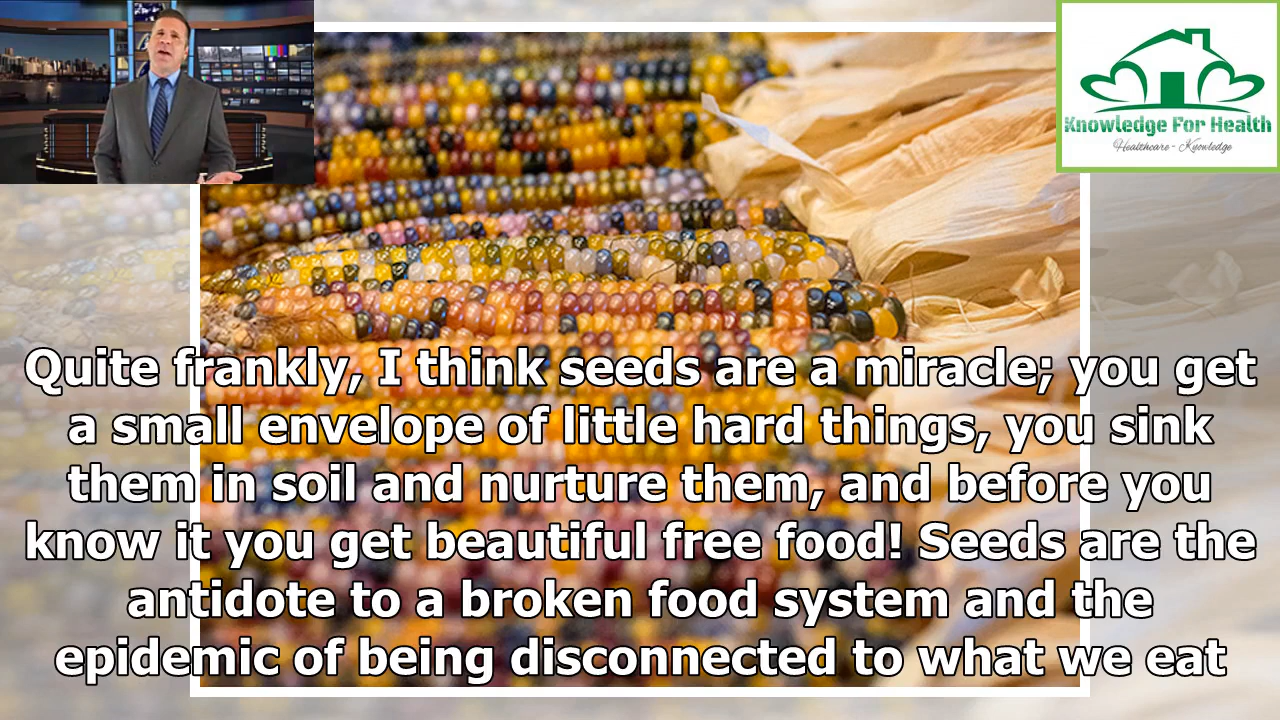 Knowledge For Health
Healthcare - Knowledge
Quite frankly, I think seeds are a miracle; you get
a small envelope of little hard things, you sink
them in soil and nurture them, and before you
know it you get beautiful free food! Seeds are the
antidote to a broken food system and the
epidemic of being disconnected to what we eat